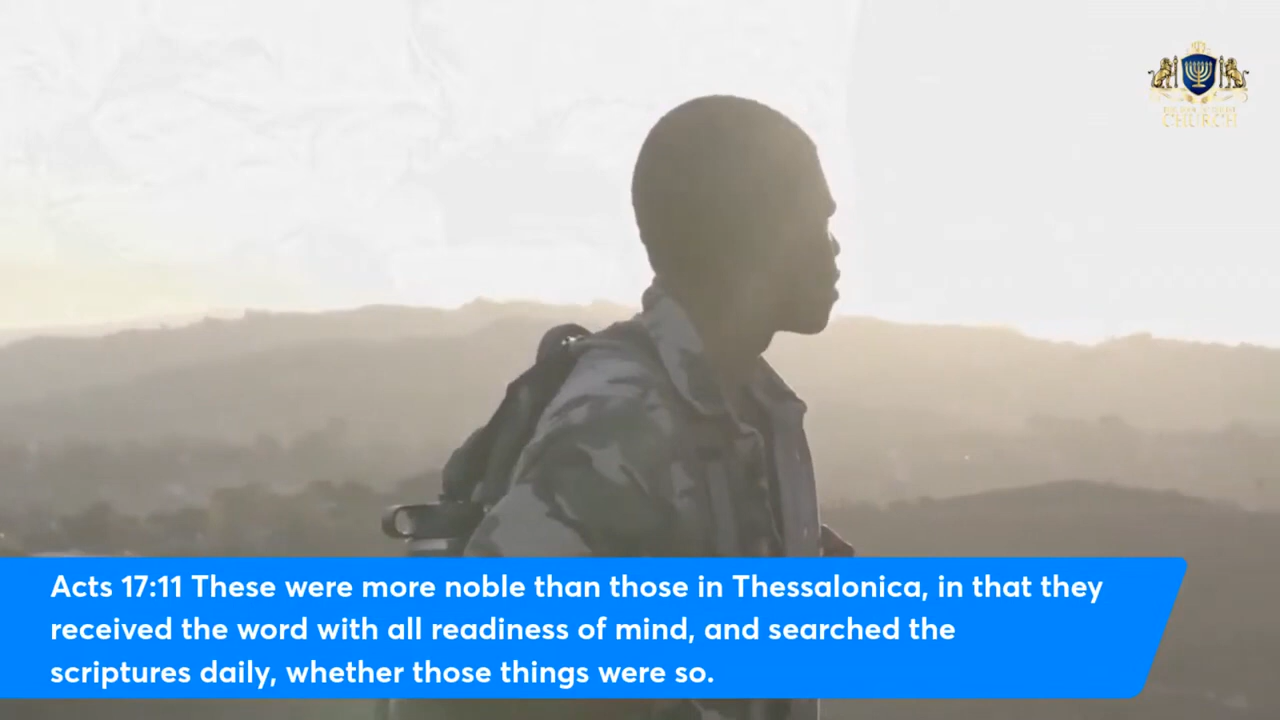 CHURCH
Acts 17:11 These were more noble than those in Thessalonica, in that they
received the word with all readiness of mind, and searched the
scriptures daily, whether those things were so.